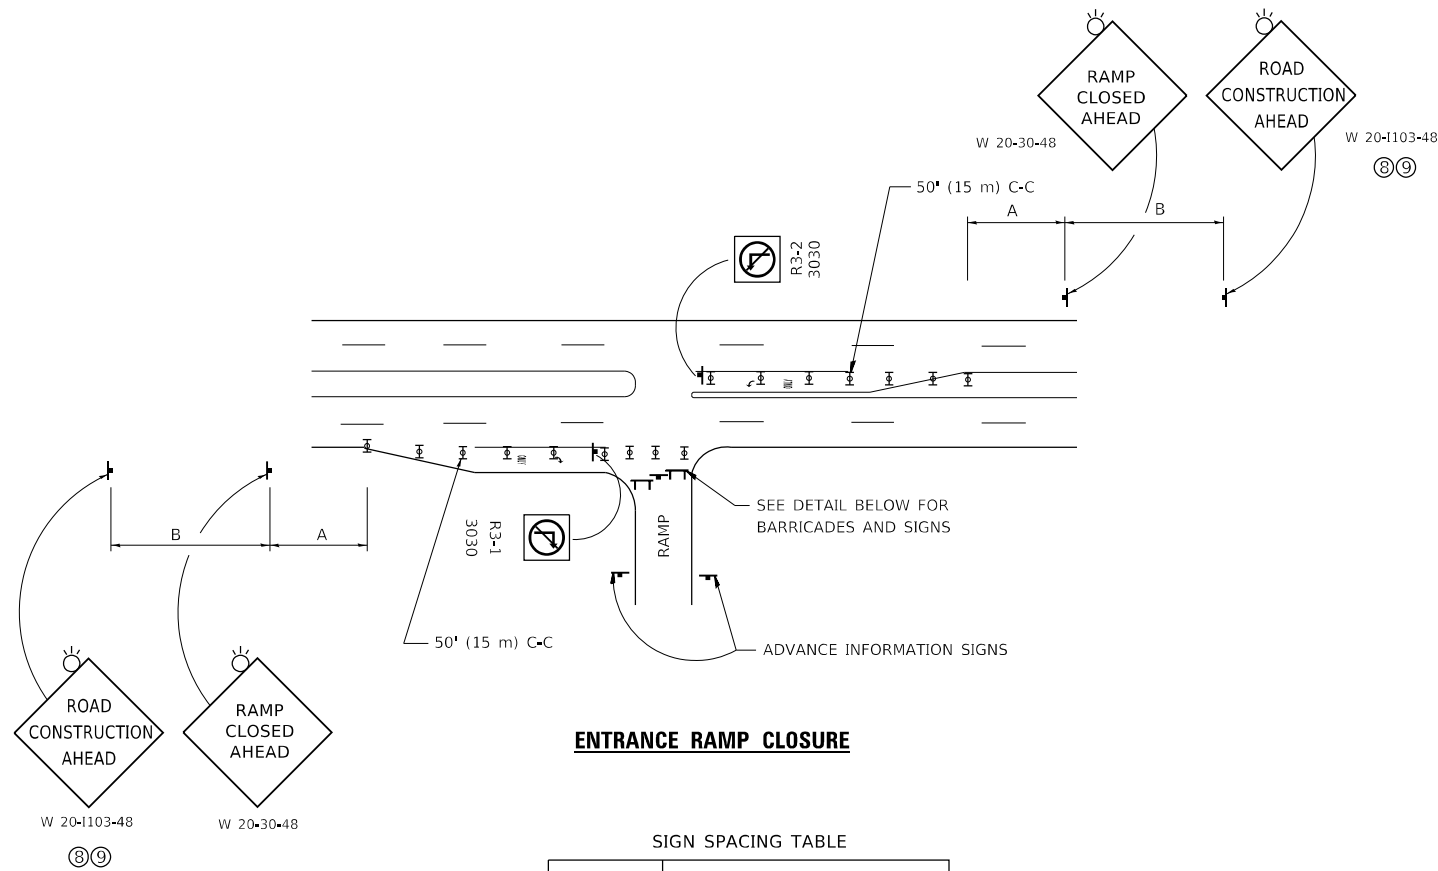 RAMP
CLOSED
AHEAD
W 20-30-48
ROAD
CONSTRUCTION
AHEAD
W 20-I103-48
⑧⑨
50' (15 m) C-C
A
B
R3-2
3030
ONLY
ONLY
B
A
R3-1
3030
RAMP
SEE DETAIL BELOW FOR
BARRICADES AND SIGNS
50' (15 m) C-C
ADVANCE INFORMATION SIGNS
ROAD
CONSTRUCTION
AHEAD
W 20-I103-48
⑧⑨
RAMP
CLOSED
AHEAD
W 20-30-48
ENTRANCE RAMP CLOSURE
SIGN SPACING TABLE